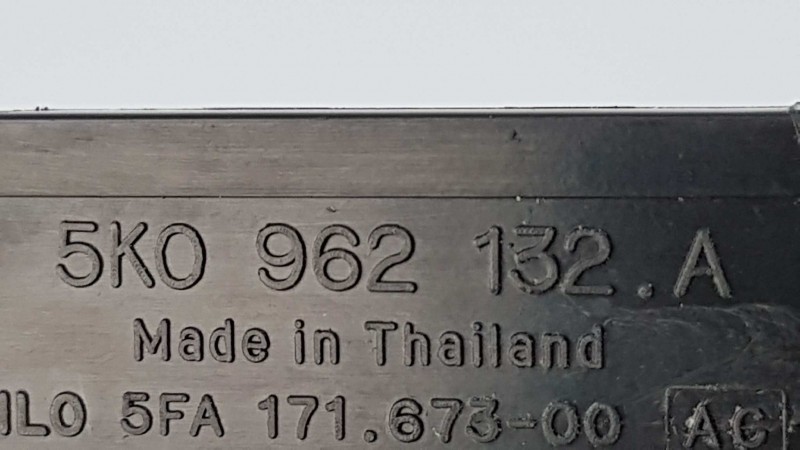 5K0 962 132.A
Made in Thailand
ILO 5FA 171.673-00 AC